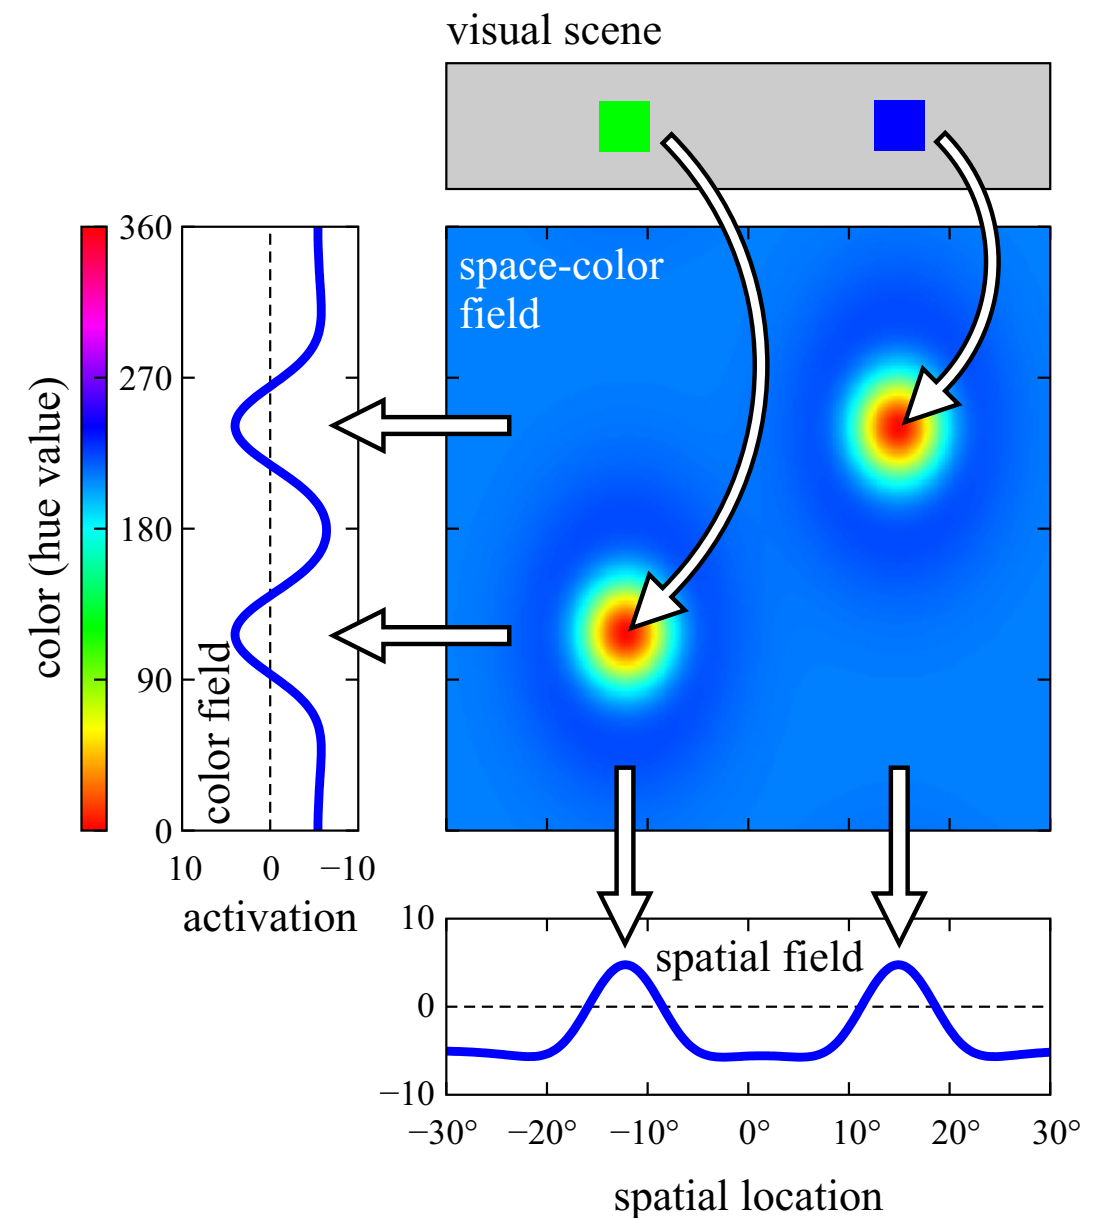 visual scene
space-color
field
color (hue value)
360
270
180
90
0
color field
10 0 −10
activation
spatial field
10
0
−10
−30° −20° −10° 0° 10° 20° 30°
spatial location